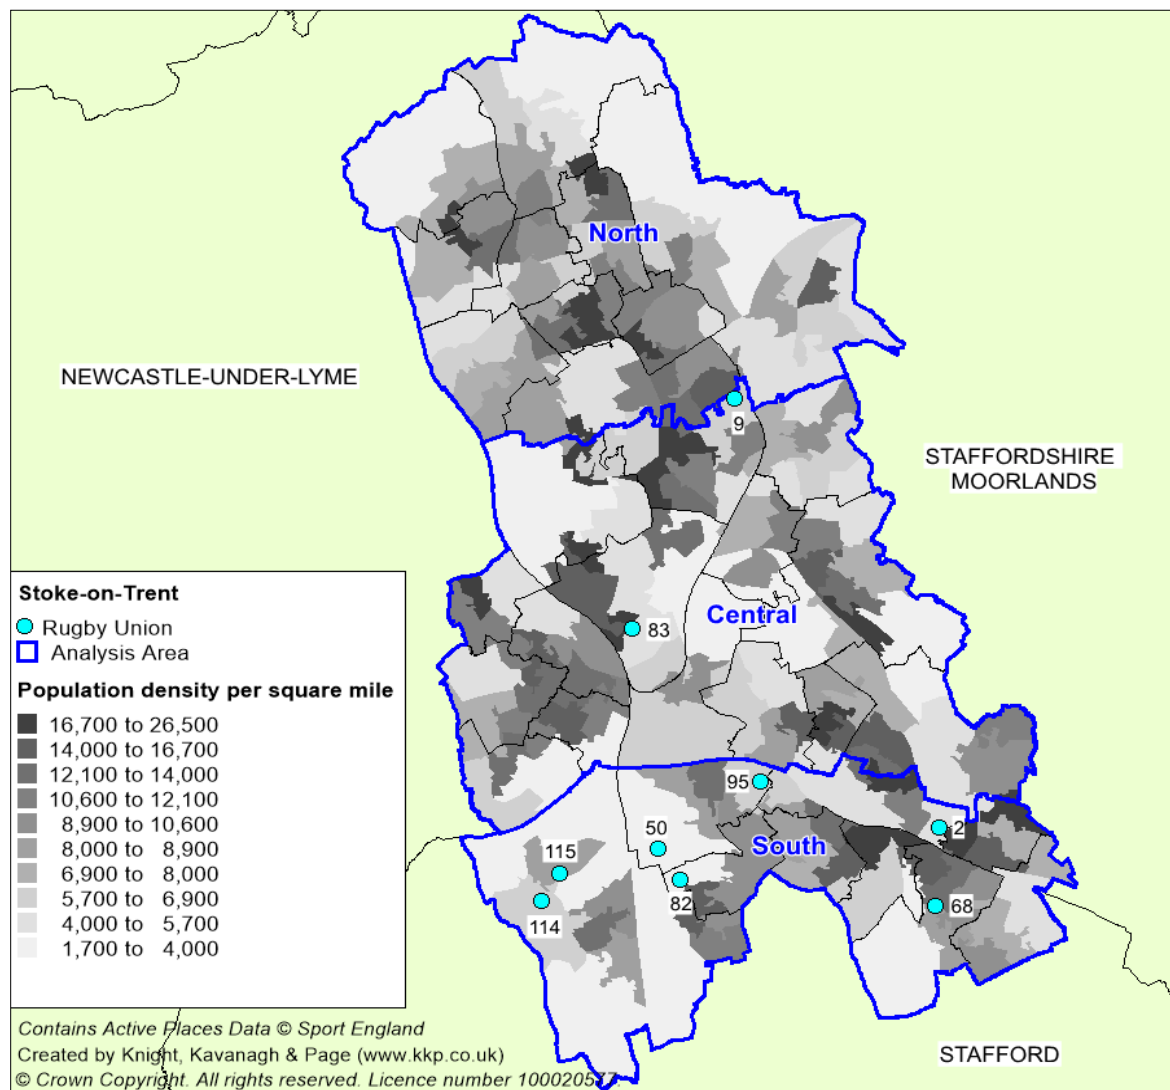 North
NEWCASTLE-UNDER-LYME
9
STAFFORDSHIRE
MOORLANDS
Central
83
95
2
50
South
115
82
68
114
STAFFORD
Stoke-on-Trent
Rugby Union
Analysis Area
Population density per square mile
16,700 to 26,500
14,000 to 16,700
12,100 to 14,000
10,600 to 12,100
8,900 to 10,600
8,000 to 8,900
6,900 to 8,000
5,700 to 6,900
4,000 to 5,700
1,700 to 4,000
Contains Active Places Data © Sport England
Created by Knight, Kavanagh & Page (www.kkp.co.uk)
© Crown Copyright. All rights reserved. Licence number 100020577.